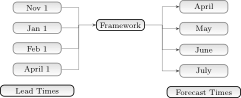 Nov 1
Jan 1
Feb 1
April 1
Lead Times
Framework
April
May
June
July
Forecast Times